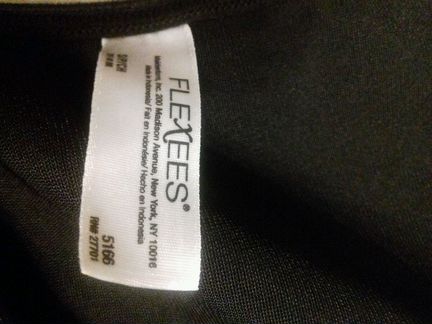 FLEXEES®
Maidenform, Inc. 200 Madison Avenue, New York, NY 10016
Made in Indonesia/ Fait en Indonésie/ Hecho en Indonesia
5166
RN# 27701